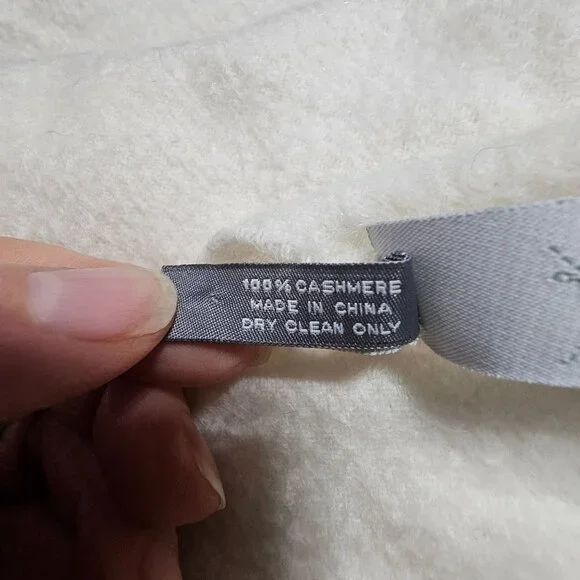 100% CASHMERE
MADE IN CHINA
DRY CLEAN ONLY